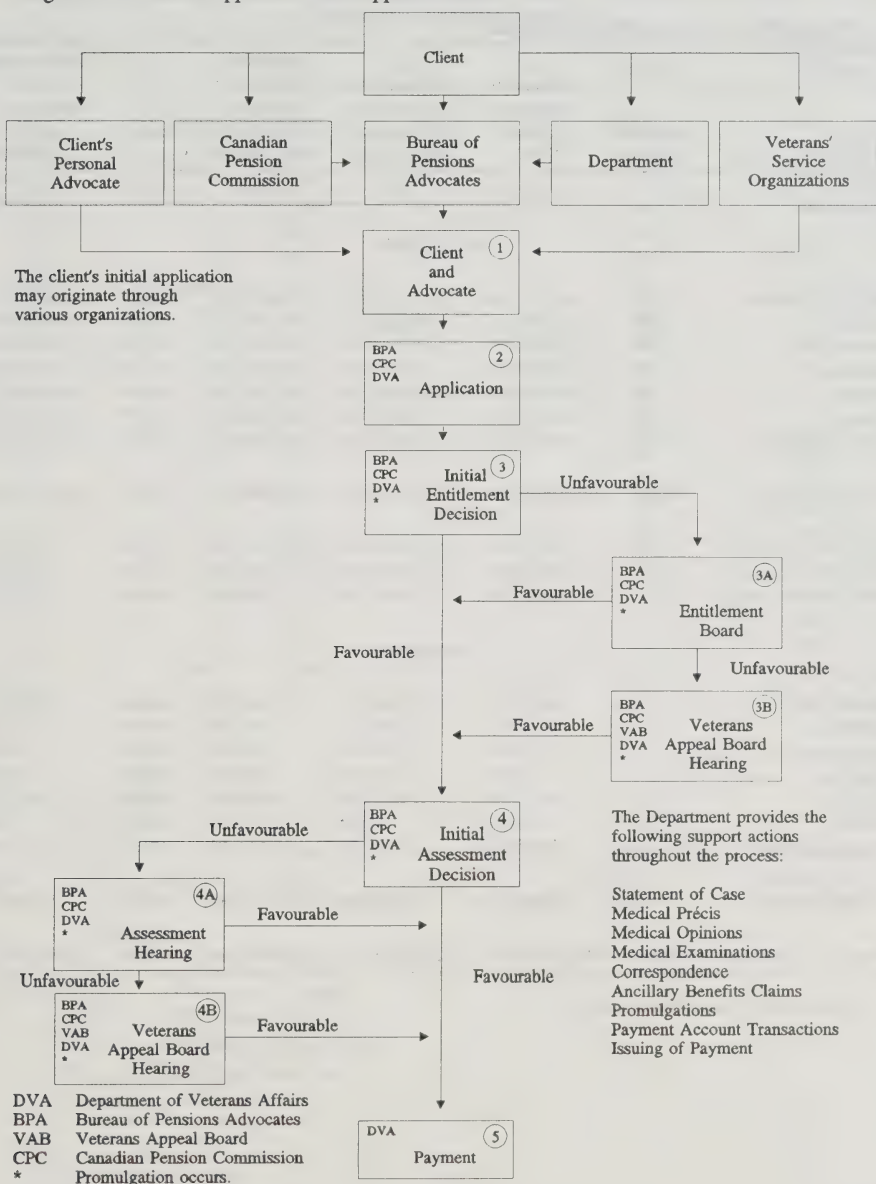 Client
Client's
Personal
Advocate
Canadian
Pension
Commission
Bureau of
Pensions
Advocates
Department
Veterans'
Service
Organizations
The client's initial application
may originate through
various organizations.
1
Client
and
Advocate
BPA
CPC
DVA
2
Application
BPA
CPC
DVA
*
3
Initial
Entitlement
Decision
Unfavourable
BPA
CPC
DVA
*
3A
Entitlement
Board
Favourable
Favourable
Unfavourable
BPA
CPC
VAB
DVA
*
3B
Veterans
Appeal Board
Hearing
Favourable
BPA
CPC
DVA
*
4
Initial
Assessment
Decision
Unfavourable
The Department provides the
following support actions
throughout the process:
Statement of Case
Medical Précis
Medical Opinions
Medical Examinations
Correspondence
Ancillary Benefits Claims
Promulgations
Payment Account Transactions
Issuing of Payment
BPA
CPC
DVA
*
4A
Assessment
Hearing
Favourable
Favourable
Unfavourable
BPA
CPC
VAB
DVA
*
4B
Veterans
Appeal Board
Hearing
Favourable
DVA
5
Payment
DVA Department of Veterans Affairs
BPA Bureau of Pensions Advocates
VAB Veterans Appeal Board
CPC Canadian Pension Commission
* Promulgation occurs.